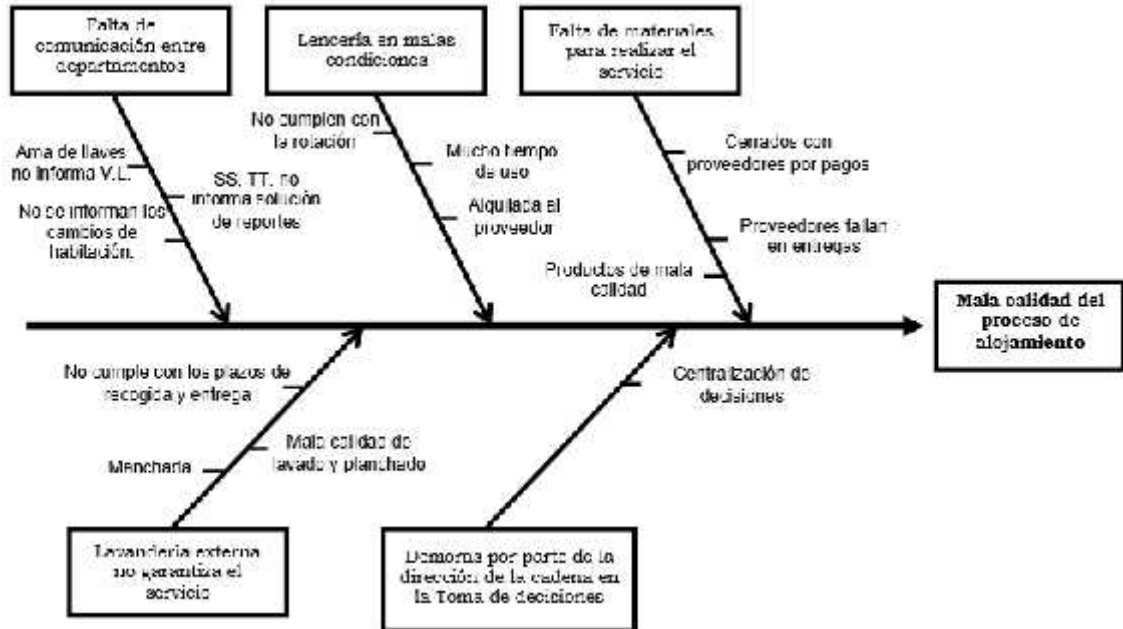 Falta de
comunicación entre
departamentos
Lencería en malas
condiciones
Falta de materiales
para realizar el
servicio
Ama de llaves
no informa V.L.
SS. TT. no
informa solución
de reportes
No se informan los
cambios de
habitación.
No cumplen con
la rotación
Mucho tiempo
de uso
Alquilada al
proveedor
Cerrados con
proveedores por pagos
Proveedores fallan
en entregas
Productos de mala
calidad
Mala calidad del
proceso de
alojamiento
No cumple con los plazos de
recogida y entrega
Mala calidad de
lavado y planchado
Manchada
Centralización de
decisiones
Lavandería externa
no garantiza el
servicio
Demoras por parte de la
dirección de la cadena en
la Toma de decisiones